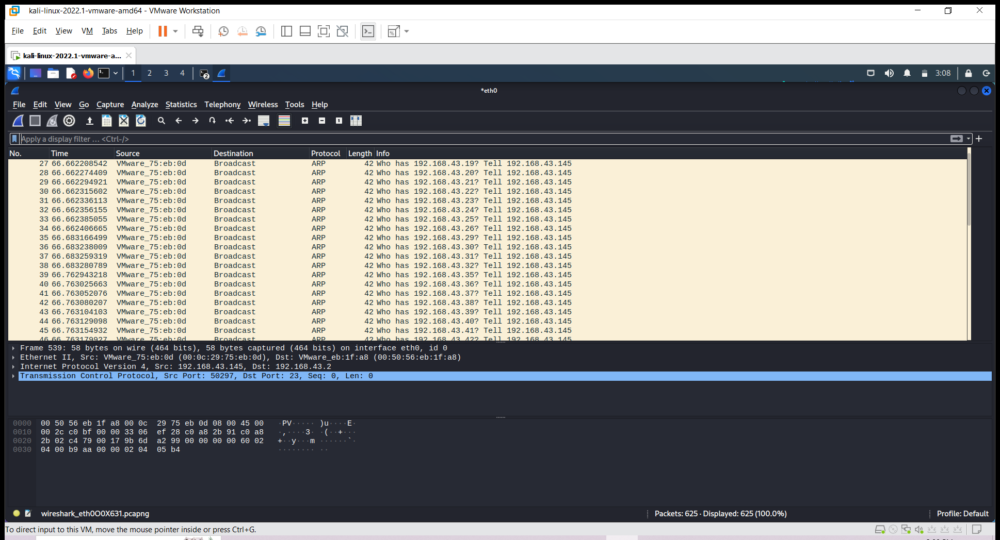 kali-linux-2022.1-vmware-amd64 - VMware Workstation
File Edit View VM Tabs Help
kali-linux-2022.1-vmware-a...
1 2 3 4 2 3:08
*eth0
File Edit View Go Capture Analyze Statistics Telephony Wireless Tools Help
Apply a display filter ... <Ctrl-/>
No. Time Source Destination Protocol Length Info
27 66.662208542 VMware_75:eb:0d Broadcast ARP 42 Who has 192.168.43.19? Tell 192.168.43.145
28 66.662274409 VMware_75:eb:0d Broadcast ARP 42 Who has 192.168.43.20? Tell 192.168.43.145
29 66.662294921 VMware_75:eb:0d Broadcast ARP 42 Who has 192.168.43.21? Tell 192.168.43.145
30 66.662315602 VMware_75:eb:0d Broadcast ARP 42 Who has 192.168.43.22? Tell 192.168.43.145
31 66.662336113 VMware_75:eb:0d Broadcast ARP 42 Who has 192.168.43.23? Tell 192.168.43.145
32 66.662356155 VMware_75:eb:0d Broadcast ARP 42 Who has 192.168.43.24? Tell 192.168.43.145
33 66.662385055 VMware_75:eb:0d Broadcast ARP 42 Who has 192.168.43.25? Tell 192.168.43.145
34 66.662406665 VMware_75:eb:0d Broadcast ARP 42 Who has 192.168.43.26? Tell 192.168.43.145
35 66.683166499 VMware_75:eb:0d Broadcast ARP 42 Who has 192.168.43.29? Tell 192.168.43.145
36 66.683238009 VMware_75:eb:0d Broadcast ARP 42 Who has 192.168.43.30? Tell 192.168.43.145
37 66.683259319 VMware_75:eb:0d Broadcast ARP 42 Who has 192.168.43.31? Tell 192.168.43.145
38 66.683280789 VMware_75:eb:0d Broadcast ARP 42 Who has 192.168.43.32? Tell 192.168.43.145
39 66.762943218 VMware_75:eb:0d Broadcast ARP 42 Who has 192.168.43.35? Tell 192.168.43.145
40 66.763025663 VMware_75:eb:0d Broadcast ARP 42 Who has 192.168.43.36? Tell 192.168.43.145
41 66.763052076 VMware_75:eb:0d Broadcast ARP 42 Who has 192.168.43.37? Tell 192.168.43.145
42 66.763080207 VMware_75:eb:0d Broadcast ARP 42 Who has 192.168.43.38? Tell 192.168.43.145
43 66.763104103 VMware_75:eb:0d Broadcast ARP 42 Who has 192.168.43.39? Tell 192.168.43.145
44 66.763129098 VMware_75:eb:0d Broadcast ARP 42 Who has 192.168.43.40? Tell 192.168.43.145
45 66.763154932 VMware_75:eb:0d Broadcast ARP 42 Who has 192.168.43.41? Tell 192.168.43.145
46 66.763179927 VMware_75:eb:0d Broadcast ARP 42 Who has 192.168.43.42? Tell 192.168.43.145
Frame 539: 58 bytes on wire (464 bits), 58 bytes captured (464 bits) on interface eth0, id 0
Ethernet II, Src: VMware_75:eb:0d (00:0c:29:75:eb:0d), Dst: VMware_eb:1f:a8 (00:50:56:eb:1f:a8)
Internet Protocol Version 4, Src: 192.168.43.145, Dst: 192.168.43.2
Transmission Control Protocol, Src Port: 50297, Dst Port: 23, Seq: 0, Len: 0
0000 00 50 56 eb 1f a8 00 0c 29 75 eb 0d 08 00 45 00 ·PV····· )u····E·
0010 00 2c c0 bf 00 00 33 06 ef 28 c0 a8 2b 91 c0 a8 ·,····3· ·(··+···
0020 2b 02 c4 79 00 17 9b 6d a2 99 00 00 00 00 60 02 +··y···m ······`·
0030 04 00 b9 aa 00 00 02 04 05 b4 ········ ··
wireshark_eth0O0X631.pcapng Packets: 625 · Displayed: 625 (100.0%) Profile: Default
To direct input to this VM, move the mouse pointer inside or press Ctrl+G.